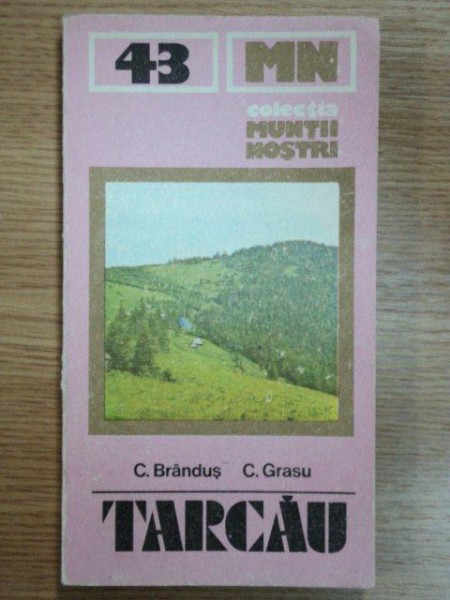 43 MN
colecția
MUNȚII
NOȘTRI
C. Brânduș C. Grasu
TARCĂU